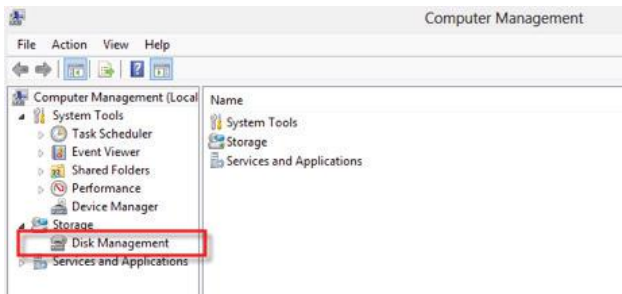 Computer Management
File Action View Help
Computer Management (Local
System Tools
Task Scheduler
Event Viewer
Shared Folders
Performance
Device Manager
Storage
Disk Management
Services and Applications
Name
System Tools
Storage
Services and Applications